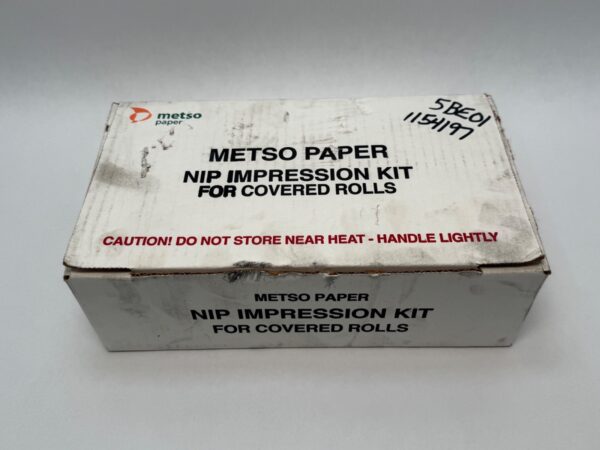 metso
paper
5BE01
1154197
METSO PAPER
NIP IMPRESSION KIT
FOR COVERED ROLLS
CAUTION! DO NOT STORE NEAR HEAT - HANDLE LIGHTLY
METSO PAPER
NIP IMPRESSION KIT
FOR COVERED ROLLS